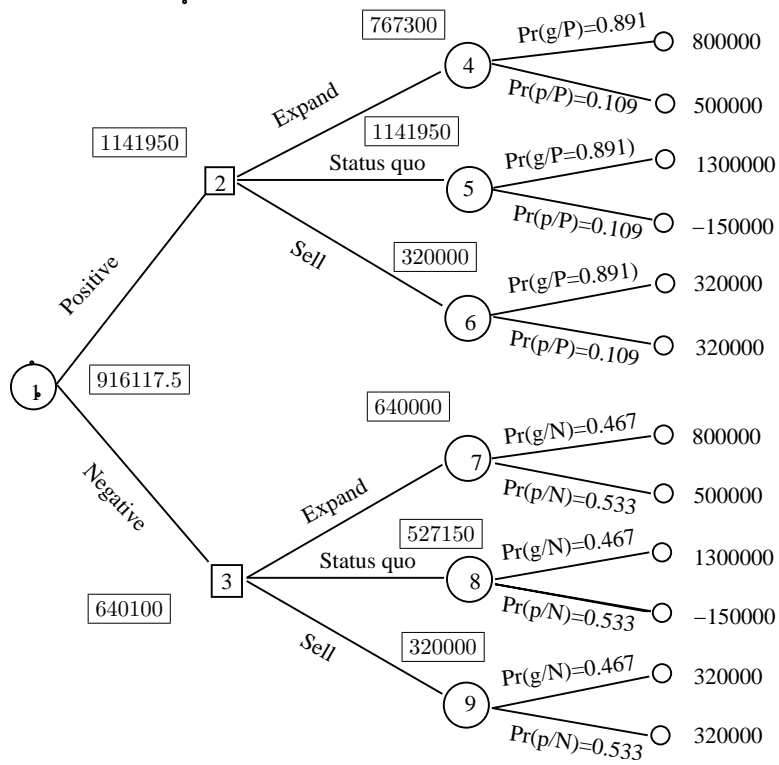 767300
Pr(g/P)=0.891
800000
4
Expand
Pr(p/P)=0.109
500000
1141950
1141950
Pr(g/P=0.891)
1300000
Status quo
2
5
Pr(p/P)=0.109
−150000
Sell
320000
Pr(g/P=0.891)
320000
Positive
6
Pr(p/P)=0.109
320000
1
916117.5
640000
Pr(g/N)=0.467
800000
7
Negative
Expand
Pr(p/N)=0.533
500000
527150
Pr(g/N)=0.467
1300000
Status quo
3
8
640100
Pr(p/N)=0.533
−150000
Sell
320000
Pr(g/N)=0.467
320000
9
Pr(p/N)=0.533
320000